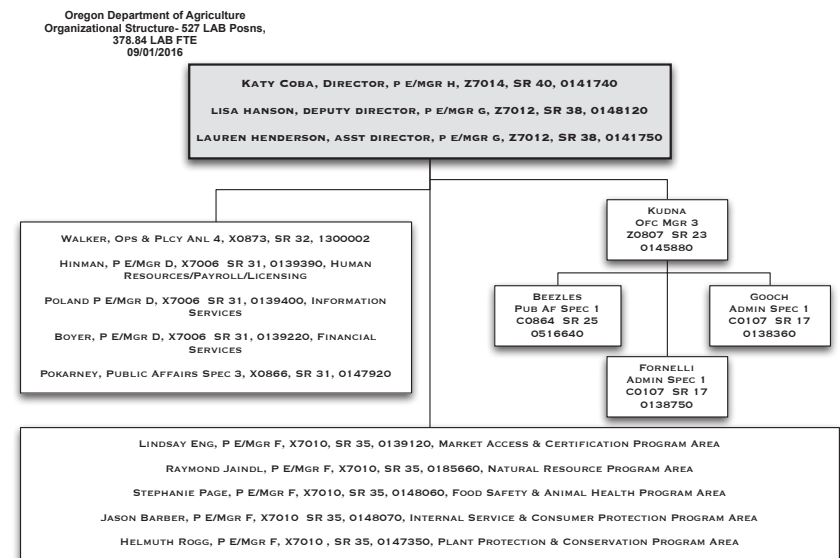 Oregon Department of Agriculture
Organizational Structure- 527 LAB Posns,
378.84 LAB FTE
09/01/2016
Katy Coba, Director, P E/mgr H, Z7014, SR 40, 0141740
Lisa Hanson, deputy director, p e/mgr g, Z7012, SR 38, 0148120
Lauren Henderson, asst director, p e/mgr g, Z7012, SR 38, 0141750
Walker, Ops & Plcy Anl 4, X0873, SR 32, 1300002
Hinman, P E/Mgr D, X7006 SR 31, 0139390, Human
Resources/Payroll/Licensing
Poland P E/Mgr D, X7006 SR 31, 0139400, Information
Services
Boyer, P E/Mgr D, X7006 SR 31, 0139220, Financial
Services
Pokarney, Public Affairs Spec 3, X0866, SR 31, 0147920
Kudna
Ofc Mgr 3
Z0807 SR 23
0145880
Beezles
Pub Af Spec 1
C0864 SR 25
0516640
Gooch
Admin Spec 1
C0107 SR 17
0138360
Fornelli
Admin Spec 1
C0107 SR 17
0138750
Lindsay Eng, P E/Mgr F, X7010, SR 35, 0139120, Market Access & Certification Program Area
Raymond Jaindl, P E/Mgr F, X7010, SR 35, 0185660, Natural Resource Program Area
Stephanie Page, P E/Mgr F, X7010, SR 35, 0148060, Food Safety & Animal Health Program Area
Jason Barber, P E/Mgr F, X7010 SR 35, 0148070, Internal Service & Consumer Protection Program Area
Helmuth Rogg, P E/Mgr F, X7010 , SR 35, 0147350, Plant Protection & Conservation Program Area